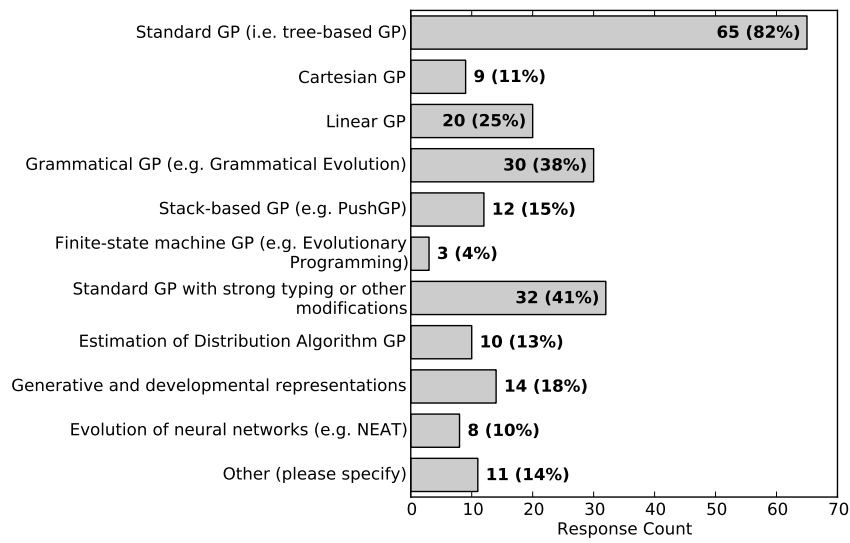 Standard GP (i.e. tree-based GP)
65 (82%)
Cartesian GP
9 (11%)
Linear GP
20 (25%)
Grammatical GP (e.g. Grammatical Evolution)
30 (38%)
Stack-based GP (e.g. PushGP)
12 (15%)
Finite-state machine GP (e.g. Evolutionary
Programming)
3 (4%)
Standard GP with strong typing or other
modifications
32 (41%)
Estimation of Distribution Algorithm GP
10 (13%)
Generative and developmental representations
14 (18%)
Evolution of neural networks (e.g. NEAT)
8 (10%)
Other (please specify)
11 (14%)
0 10 20 30 40 50 60 70
Response Count